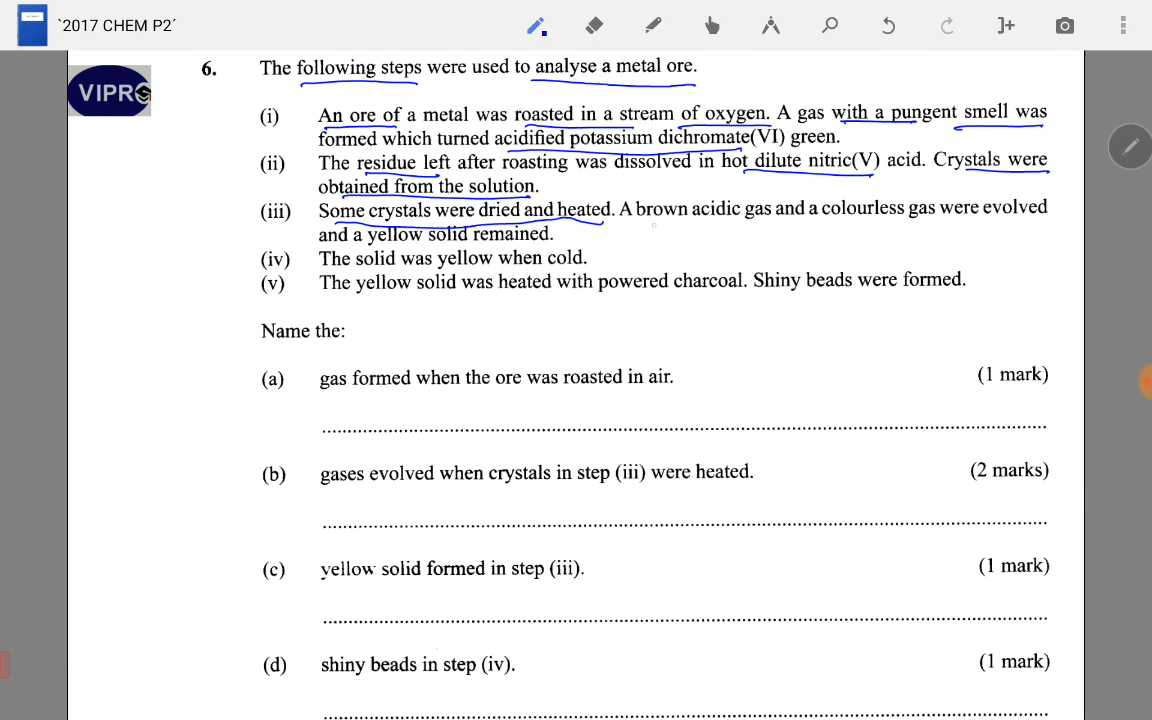 `2017 CHEM P2´
VIPRO
6. The following steps were used to analyse a metal ore.
(i) An ore of a metal was roasted in a stream of oxygen. A gas with a pungent smell was
formed which turned acidified potassium dichromate(VI) green.
(ii) The residue left after roasting was dissolved in hot dilute nitric(V) acid. Crystals were
obtained from the solution.
(iii) Some crystals were dried and heated. A brown acidic gas and a colourless gas were evolved
and a yellow solid remained.
(iv) The solid was yellow when cold.
(v) The yellow solid was heated with powered charcoal. Shiny beads were formed.
Name the:
(a) gas formed when the ore was roasted in air. (1 mark)
(b) gases evolved when crystals in step (iii) were heated. (2 marks)
(c) yellow solid formed in step (iii). (1 mark)
(d) shiny beads in step (iv). (1 mark)